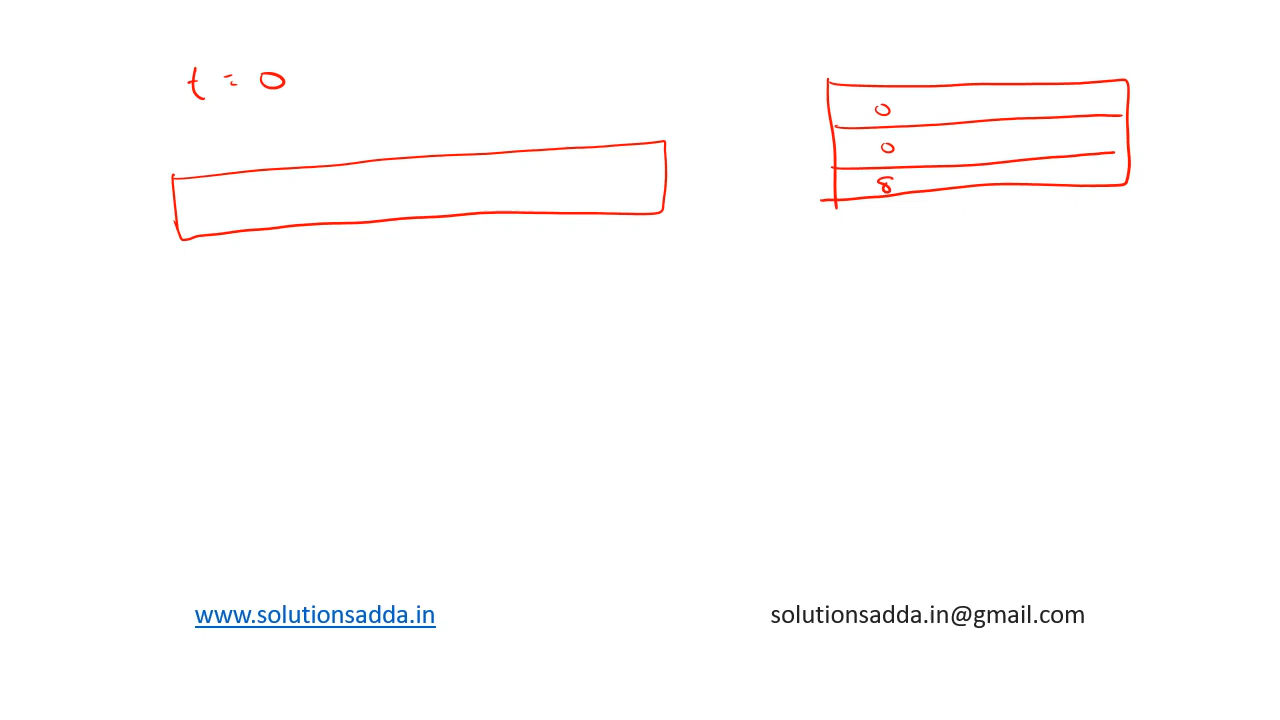 t = 0
0
0
8
www.solutionsadda.in
solutionsadda.in@gmail.com